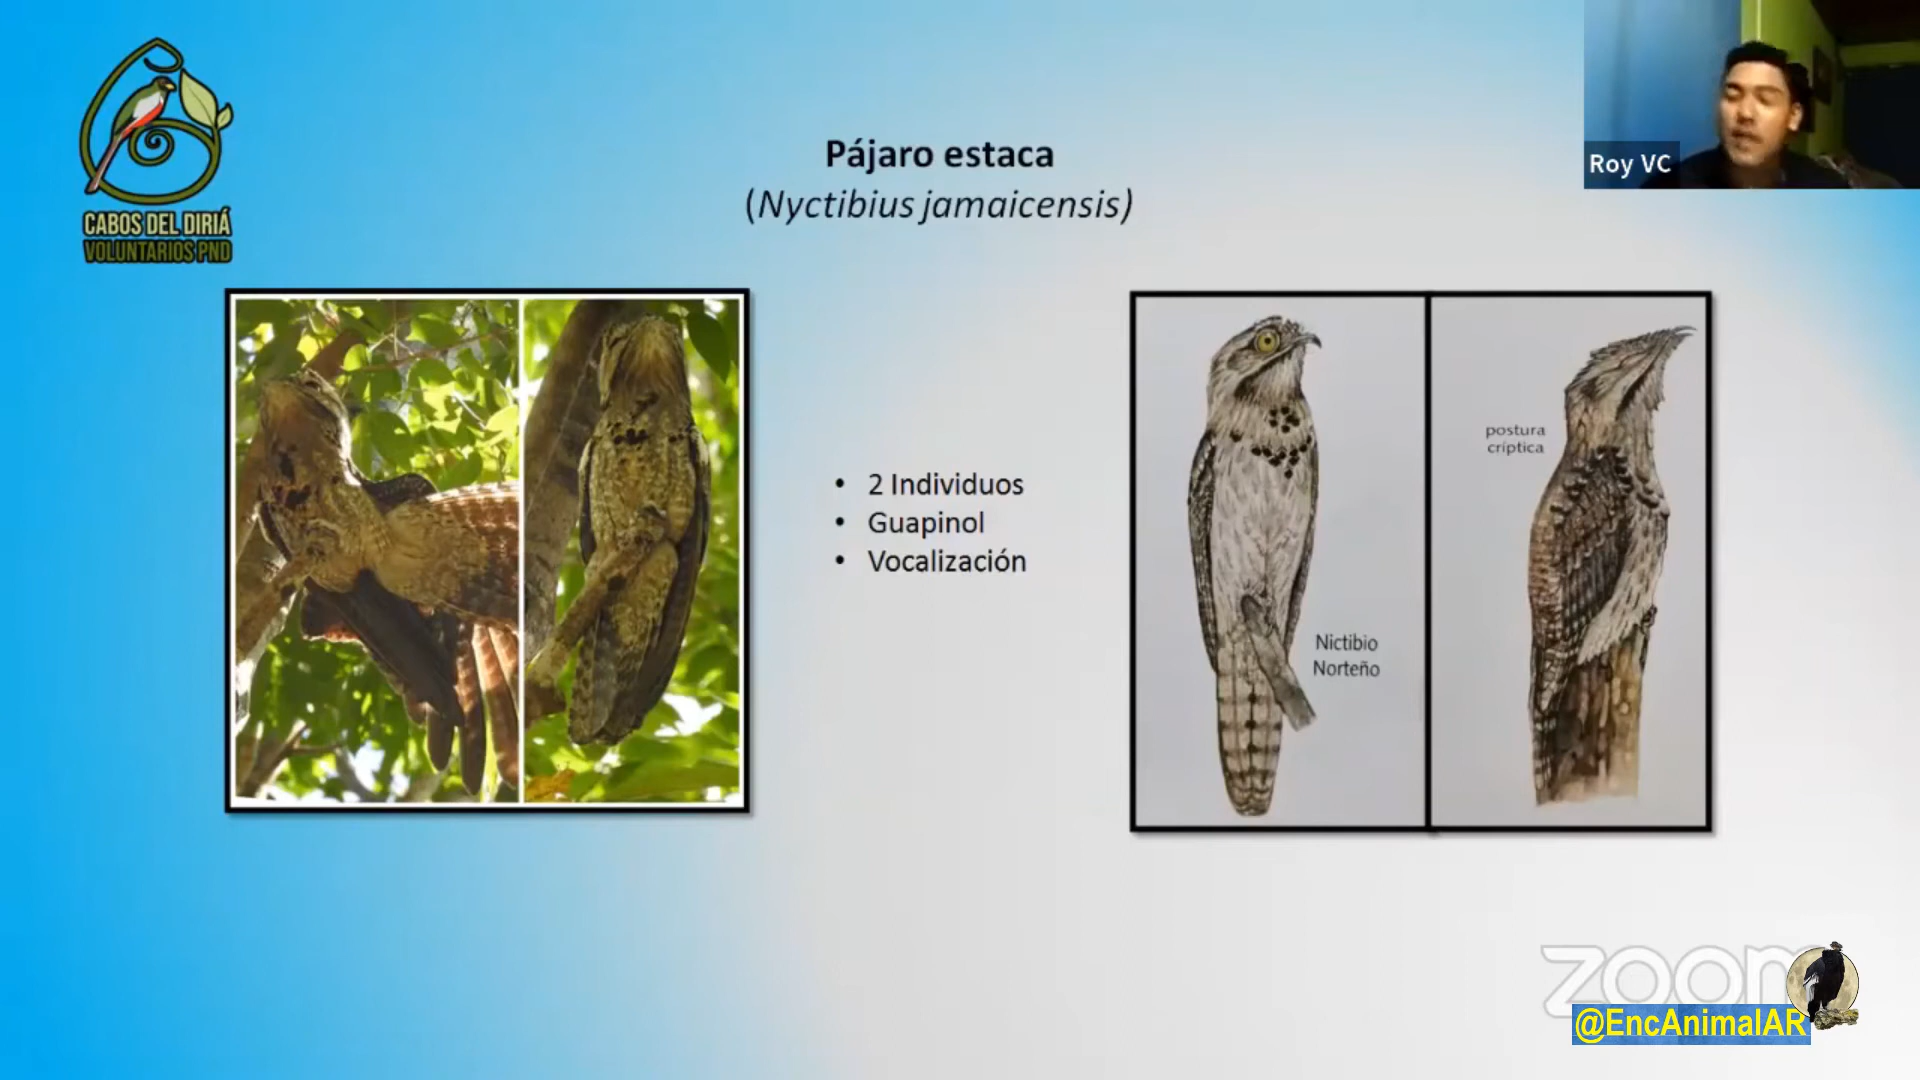 CABOS DEL DIRIÁ
VOLUNTARIOS PND
Pájaro estaca
(Nyctibius jamaicensis)
Roy VC
• 2 Individuos
• Guapinol
• Vocalización
Nictibio
Norteño
postura
críptica
zoom
@EncAnimalAR